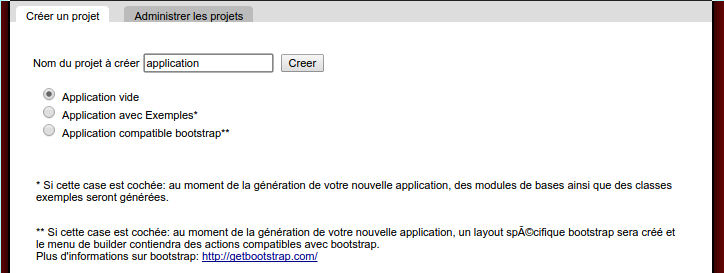 Créer un projet
Administrer les projets
Nom du projet à créer application Creer
Application vide
Application avec Exemples*
Application compatible bootstrap**
* Si cette case est cochée: au moment de la génération de votre nouvelle application, des modules de bases ainsi que des classes
exemples seront générées.
** Si cette case est cochée: au moment de la génération de votre nouvelle application, un layout spÃ©cifique bootstrap sera créé et
le menu de builder contiendra des actions compatibles avec bootstrap.
Plus d'informations sur bootstrap: http://getbootstrap.com/